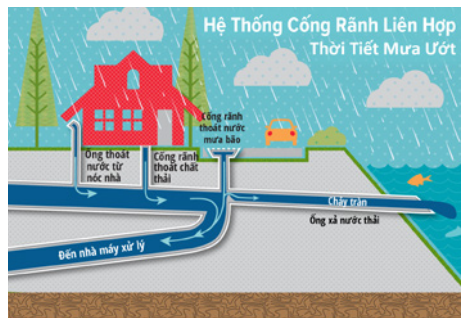 Hệ Thống Cống Rãnh Liên Hợp
Thời Tiết Mưa Ướt
Cống rãnh
thoát nước
mưa bão
Ống thoát
nước từ
nóc nhà
Cống rãnh
thoát chất
thải
Chảy tràn
Ống xả nước thải
Đến nhà máy xử lý